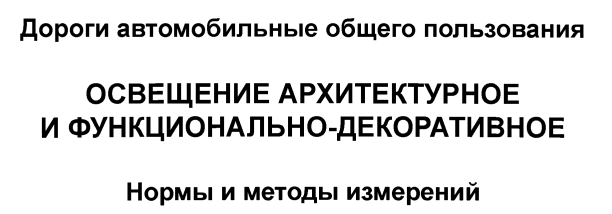 Дороги автомобильные общего пользования
ОСВЕЩЕНИЕ АРХИТЕКТУРНОЕ
И ФУНКЦИОНАЛЬНО-ДЕКОРАТИВНОЕ
Нормы и методы измерений